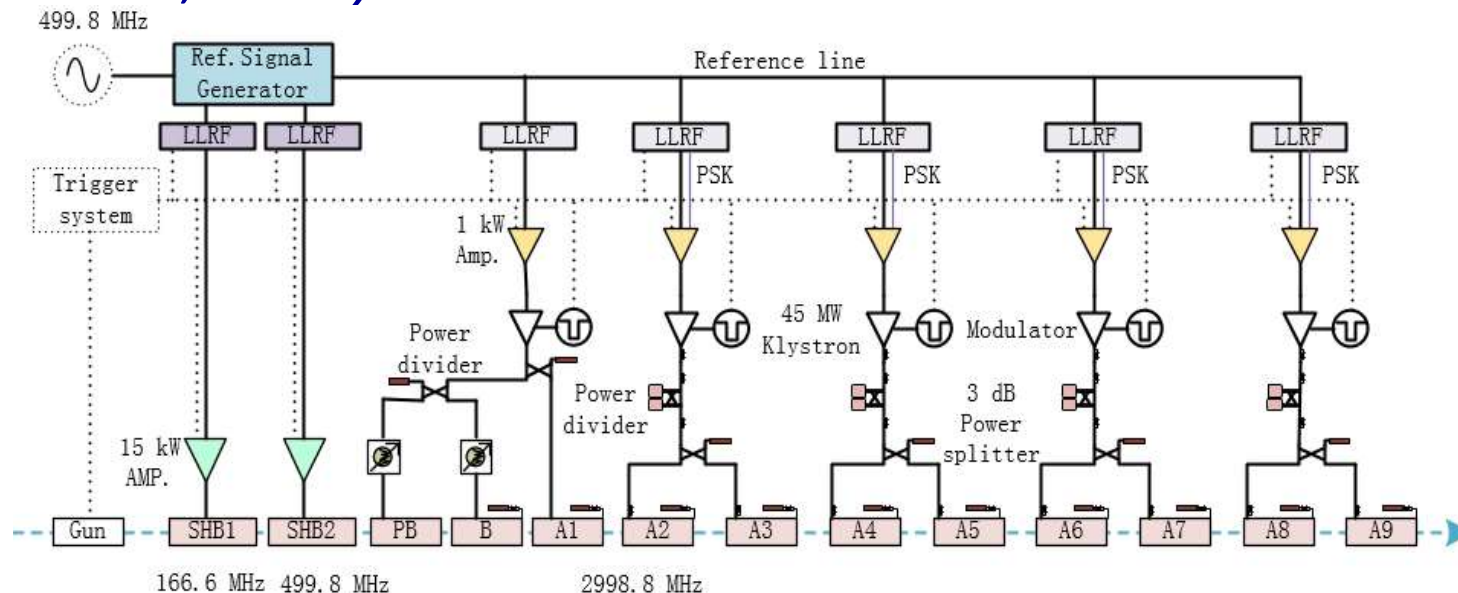 499.8 MHz
Ref.Signal
Generator
Reference line
LLRF
LLRF
LLRF
LLRF
LLRF
LLRF
LLRF
PSK
PSK
PSK
PSK
Trigger
system
1 kW
Amp.
45 MW
Klystron
Modulator
Power
divider
Power
divider
3 dB
Power
splitter
15 kW
AMP.
Gun
SHB1
SHB2
PB
B
A1
A2
A3
A4
A5
A6
A7
A8
A9
166.6 MHz
499.8 MHz
2998.8 MHz